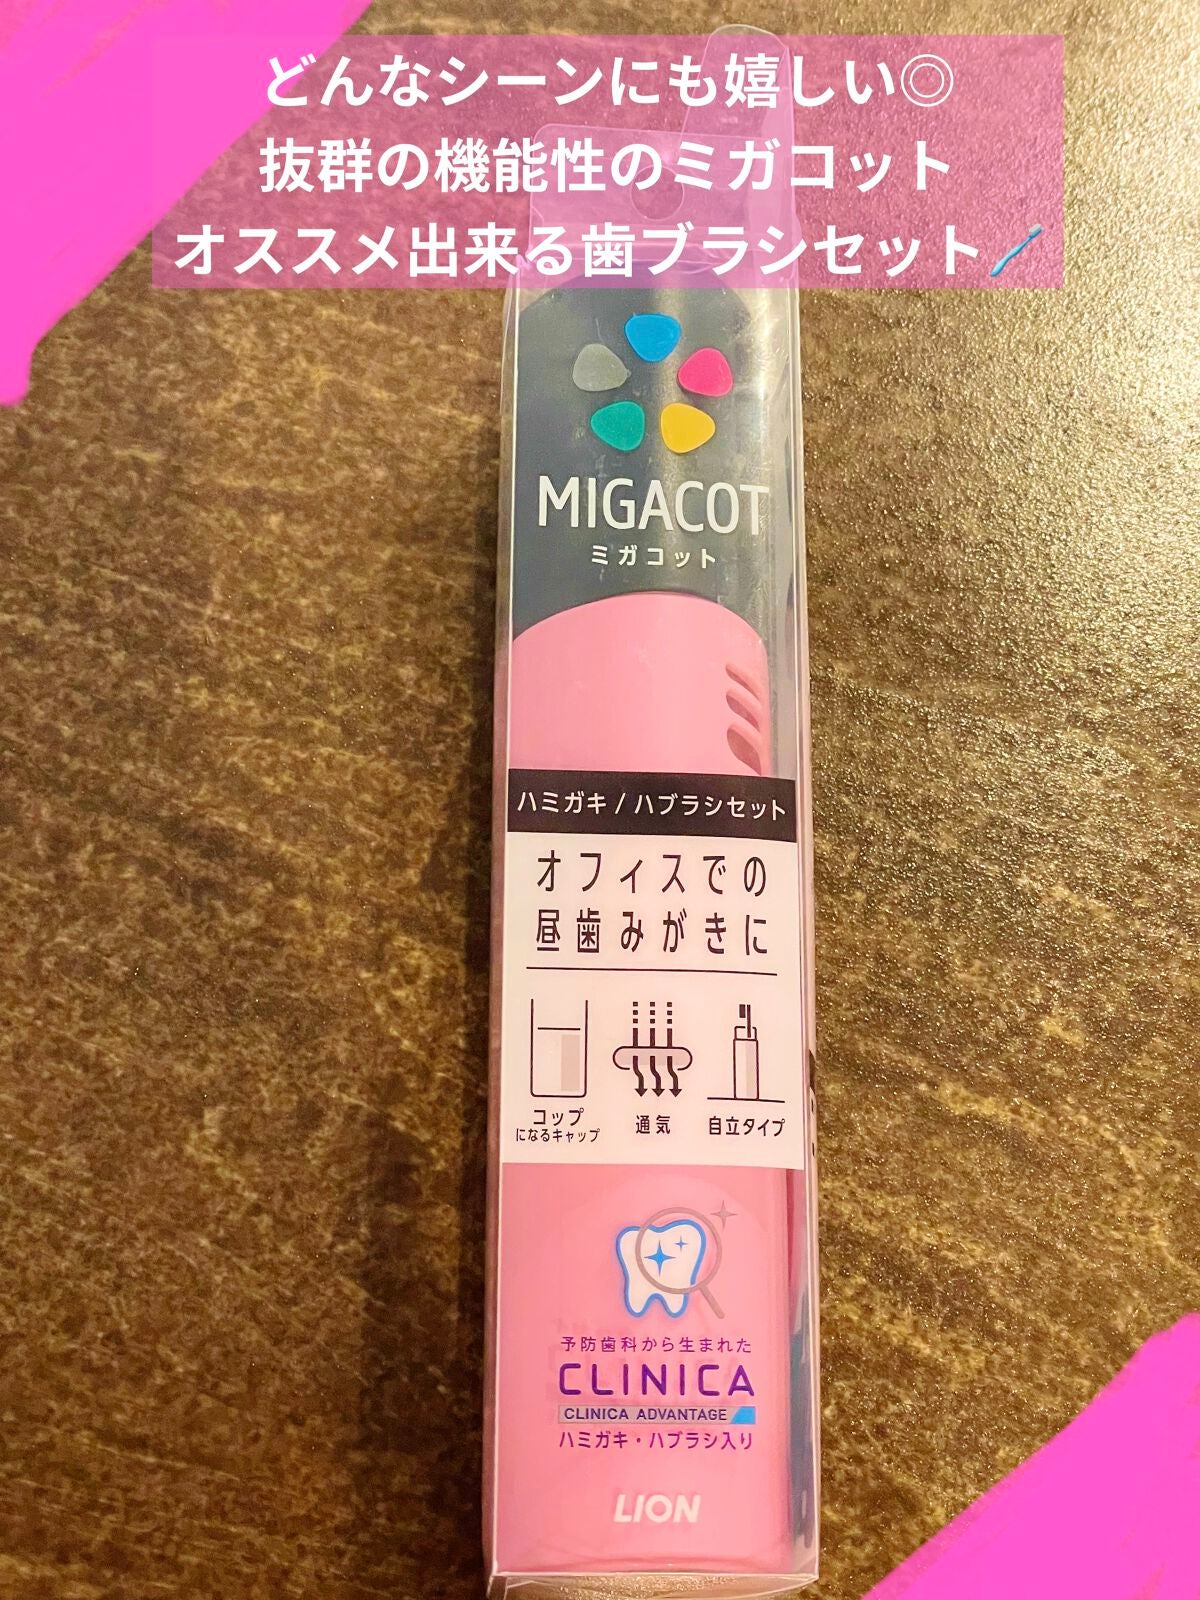 どんなシーンにも嬉しい◎
抜群の機能性のミガコット
オススメ出来る歯ブラシセット🪥
MIGACOT
ミガコット
ハミガキ / ハブラシセット
オフィスでの
昼歯みがきに
コップ
になるキャップ
通気
自立タイプ
予防歯科から生まれた
CLINICA
CLINICA ADVANTAGE
ハミガキ・ハブラシ入り
LION